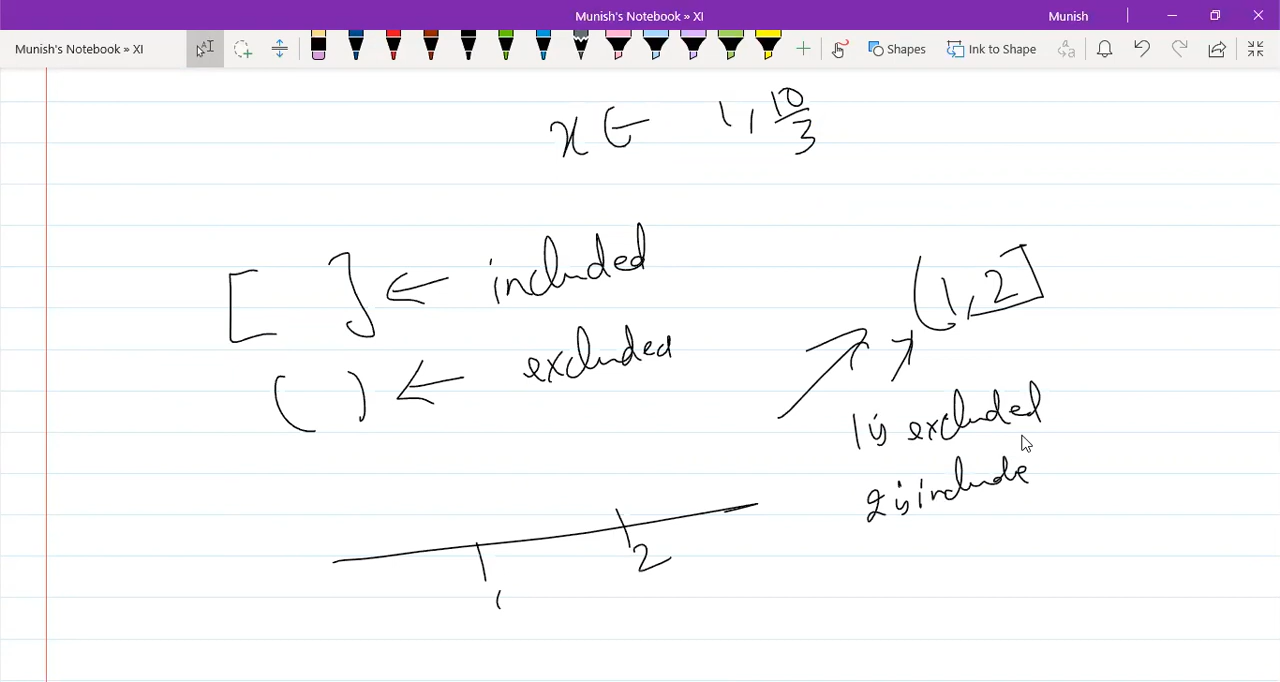 Munish's Notebook » XI
Munish
Munish's Notebook » XI
Shapes
Ink to Shape
x ∈ 1, 10/3
[ ] ← included
( ) ← excluded
(1, 2]
1 is excluded
2 is include
1 2